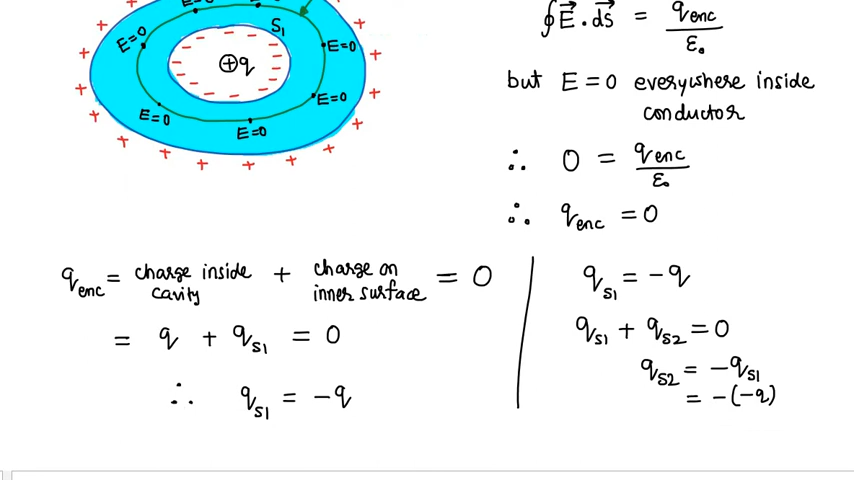 S₁
E=0
E=0
E=0
E=0
E=0
⊕q
∮E⃗.ds⃗ = qenc/ε₀
but E=0 everywhere inside
conductor
∴ 0 = qenc/ε₀
∴ qenc = 0
qenc = charge inside cavity + charge on inner surface = 0
= q + qS1 = 0
∴ qS1 = -q
qS1 = -q
qS1 + qS2 = 0
qS2 = -qS1
= -(-q)